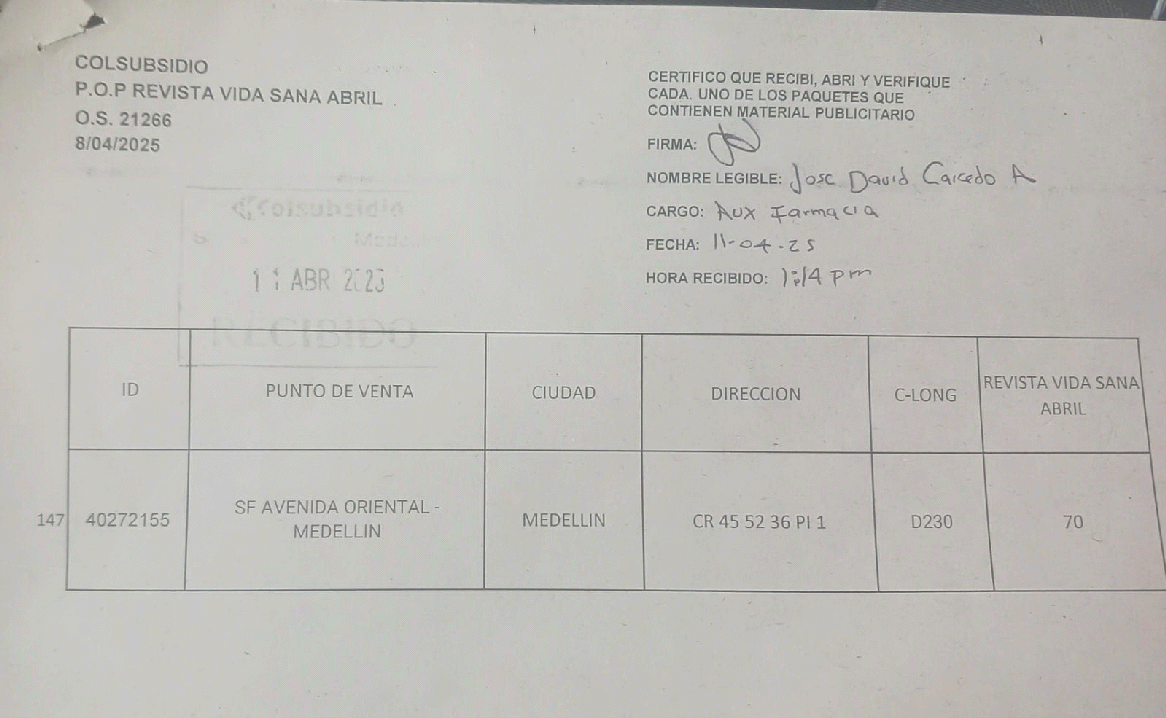 COLSUBSIDIO
P.O.P REVISTA VIDA SANA ABRIL
O.S. 21266
8/04/2025
CERTIFICO QUE RECIBI, ABRI Y VERIFIQUE
CADA. UNO DE LOS PAQUETES QUE
CONTIENEN MATERIAL PUBLICITARIO
FIRMA:
NOMBRE LEGIBLE: Jose David Caicedo A
CARGO: Aux Farmacia
FECHA: 11-04-25
HORA RECIBIDO: 1:14 pm
Colsubsidio
11 ABR 2025
RECIBIDO
ID PUNTO DE VENTA CIUDAD DIRECCION C-LONG REVISTA VIDA SANA
ABRIL
147 40272155 SF AVENIDA ORIENTAL - MEDELLIN CR 45 52 36 PI 1 D230 70
MEDELLIN